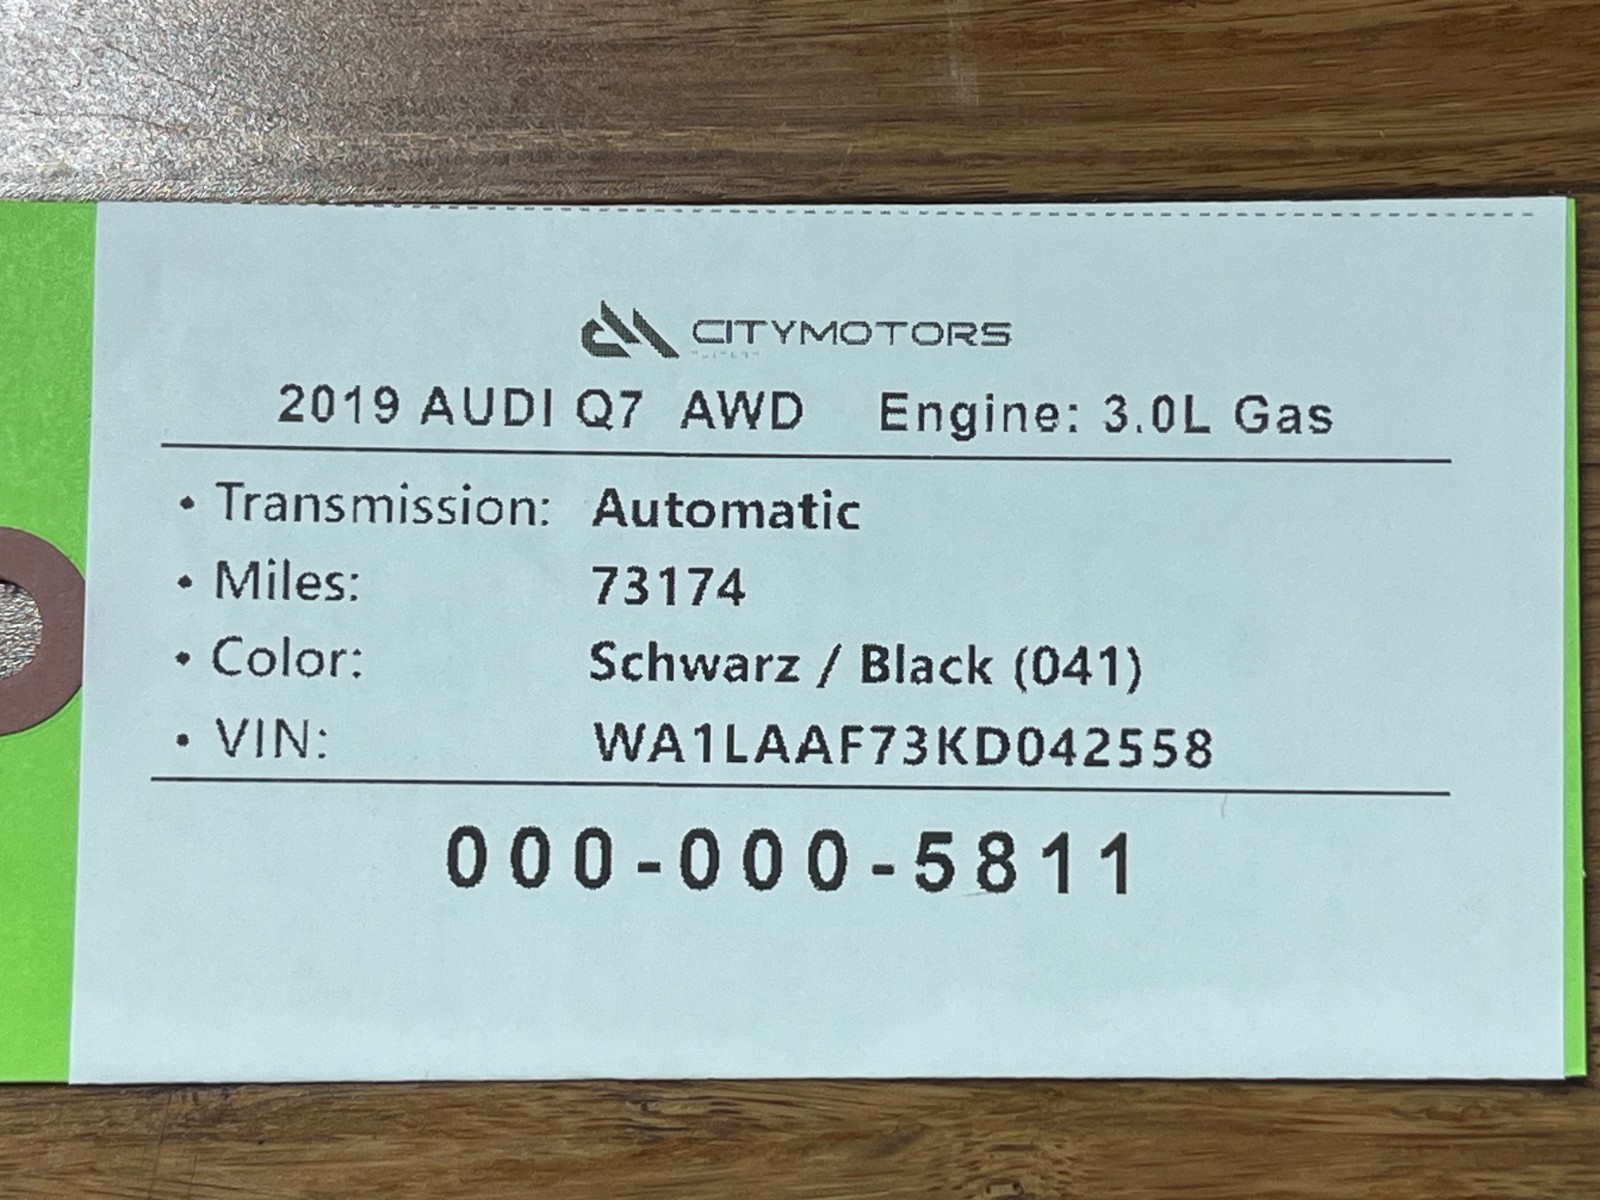 CITYMOTORS
2019 AUDI Q7 AWD Engine: 3.0L Gas
• Transmission: Automatic
• Miles: 73174
• Color: Schwarz / Black (041)
• VIN: WA1LAAF73KD042558
000-000-5811